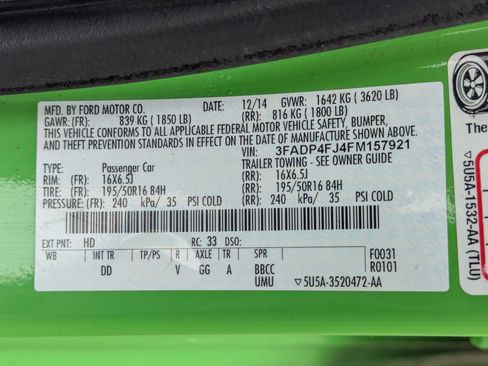 MFD. BY FORD MOTOR CO. DATE: 12/14 GVWR: 1642 KG ( 3620 LB)
GAWR: (FR): 839 KG ( 1850 LB) (RR): 816 KG ( 1800 LB)
THIS VEHICLE CONFORMS TO ALL APPLICABLE FEDERAL MOTOR VEHICLE SAFETY, BUMPER,
AND THEFT PREVENTION STANDARDS IN EFFECT ON THE DATE OF MANUFACTURE SHOWN ABOVE.
VIN: 3FADP4FJ4FM157921
TYPE: Passenger Car TRAILER TOWING - SEE OWNER GUIDE
RIM: (FR) 16X6.5J (RR): 16X6.5J
TIRE: (FR) 195/50R16 84H (RR): 195/50R16 84H
PRESSURE: (FR) 240 kPa/ 35 PSI COLD (RR): 240 kPa/ 35 PSI COLD
EXT PNT: HD RC: 33 DSO:
WB INT TR TP/PS R AXLE TR SPR F0031
DD V GG A BBCC R0101
UMU ▽5U5A-3520472-AA
The
▽5U5A-1532-AA (TLU)